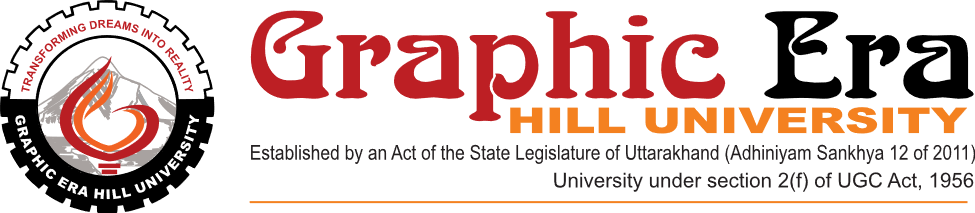 TRANSFORMING DREAMS INTO REALITY
GRAPHIC ERA HILL UNIVERSITY
Graphic Era
HILL UNIVERSITY
Established by an Act of the State Legislature of Uttarakhand (Adhiniyam Sankhya 12 of 2011)
University under section 2(f) of UGC Act, 1956